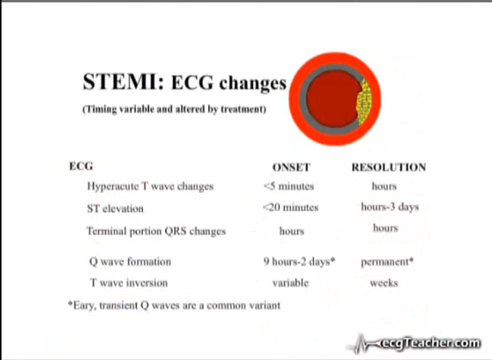 STEMI: ECG changes
(Timing variable and altered by treatment)
ECG ONSET RESOLUTION
Hyperacute T wave changes <5 minutes hours
ST elevation <20 minutes hours-3 days
Terminal portion QRS changes hours hours
Q wave formation 9 hours-2 days* permanent*
T wave inversion variable weeks
*Eary, transient Q waves are a common variant
ecgTeacher.com